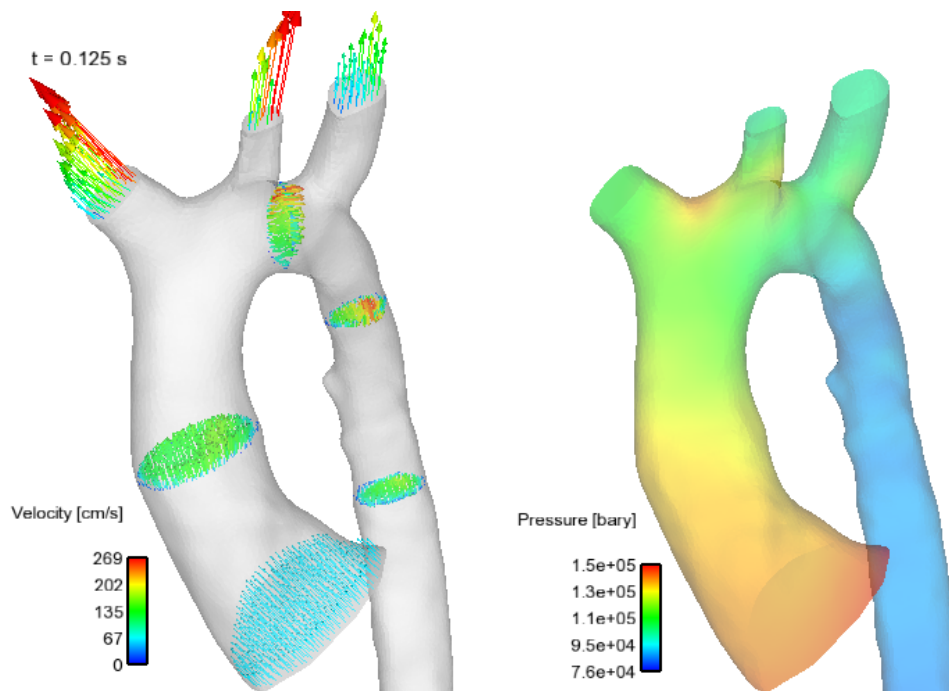 t = 0.125 s
Velocity [cm/s]
269
202
135
67
0
Pressure [bary]
1.5e+05
1.3e+05
1.1e+05
9.5e+04
7.6e+04